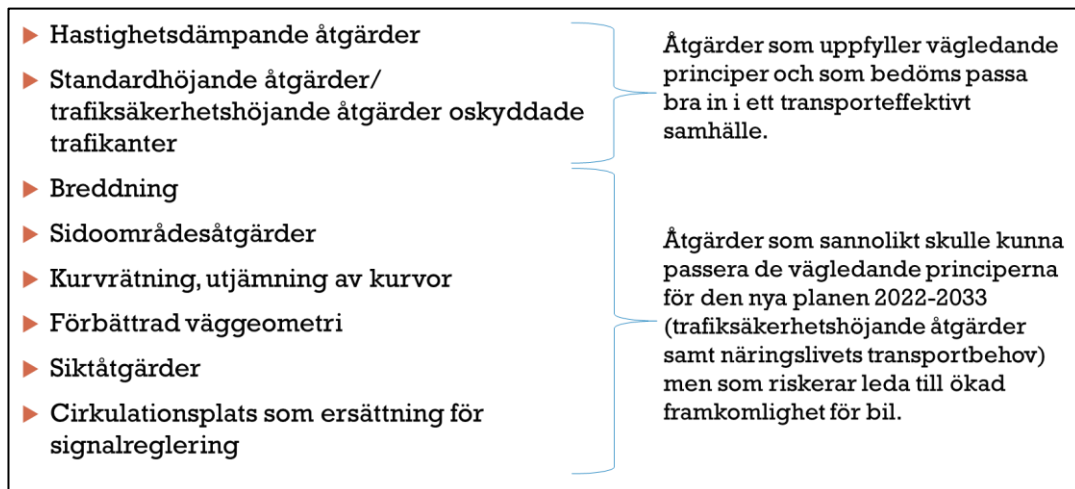 Hastighetsdämpande åtgärder
Standardhöjande åtgärder/
trafiksäkerhetshöjande åtgärder oskyddade
trafikanter
Breddning
Sidoområdesåtgärder
Kurvrätning, utjämning av kurvor
Förbättrad väggeometri
Siktåtgärder
Cirkulationsplats som ersättning för
signalreglering
Åtgärder som uppfyller vägledande
principer och som bedöms passa
bra in i ett transporteffektivt
samhälle.
Åtgärder som sannolikt skulle kunna
passera de vägledande principerna
för den nya planen 2022-2033
(trafiksäkerhetshöjande åtgärder
samt näringslivets transportbehov)
men som riskerar leda till ökad
framkomlighet för bil.